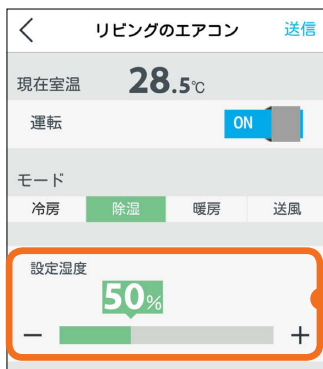 リビングのエアコン 送信
現在室温 28.5℃
運転 ON
モード
冷房 除湿 暖房 送風
設定湿度
50%
− +